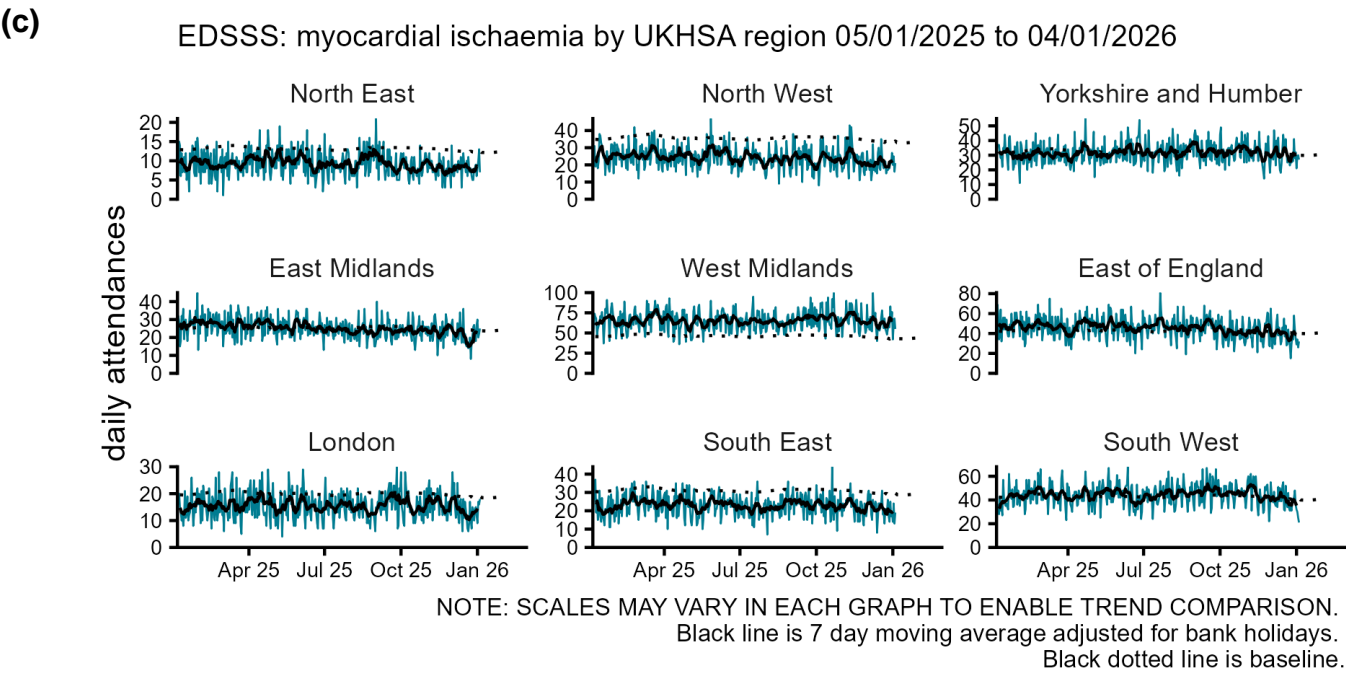 (c)
EDSSS: myocardial ischaemia by UKHSA region 05/01/2025 to 04/01/2026
daily attendances
North East
20
15
10
5
0
North West
40
30
20
10
0
Yorkshire and Humber
50
40
30
20
10
0
East Midlands
40
30
20
10
0
West Midlands
100
75
50
25
0
East of England
80
60
40
20
0
London
30
20
10
0
Apr 25 Jul 25 Oct 25 Jan 26
South East
40
30
20
10
0
Apr 25 Jul 25 Oct 25 Jan 26
South West
60
40
20
0
Apr 25 Jul 25 Oct 25 Jan 26
NOTE: SCALES MAY VARY IN EACH GRAPH TO ENABLE TREND COMPARISON.
Black line is 7 day moving average adjusted for bank holidays.
Black dotted line is baseline.